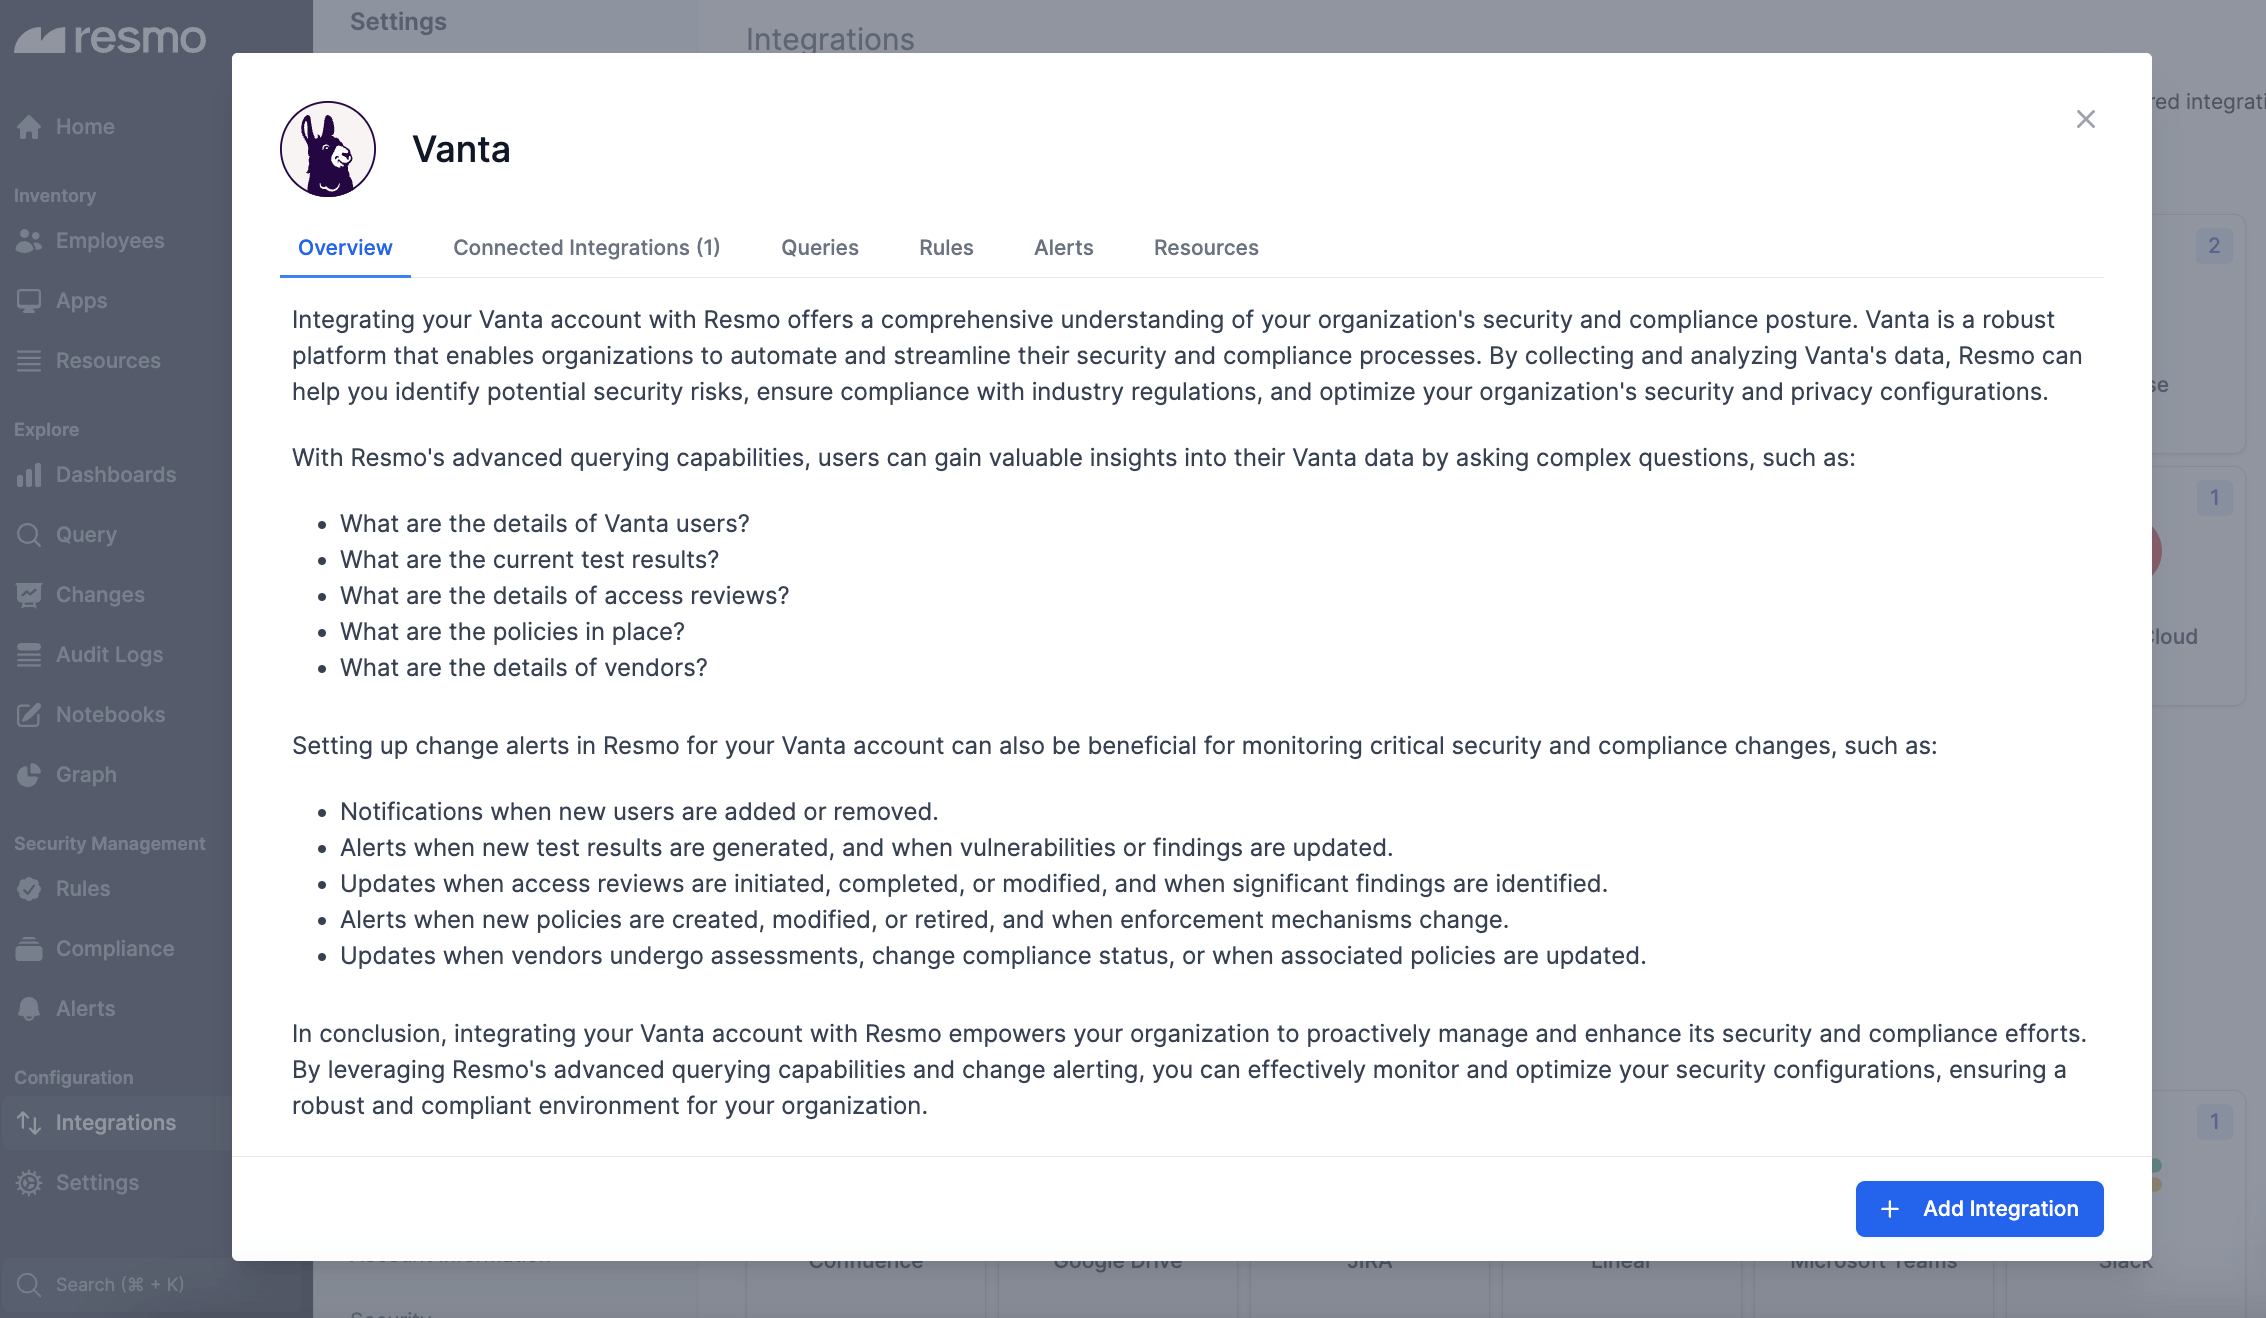 resmo
Home
Inventory
Employees
Apps
Resources
Explore
Dashboards
Query
Changes
Audit Logs
Notebooks
Graph
Security Management
Rules
Compliance
Alerts
Configuration
Integrations
Settings
Search (⌘ + K)
Settings
Integrations
Vanta
Overview
Connected Integrations (1)
Queries
Rules
Alerts
Resources
Integrating your Vanta account with Resmo offers a comprehensive understanding of your organization's security and compliance posture. Vanta is a robust
platform that enables organizations to automate and streamline their security and compliance processes. By collecting and analyzing Vanta's data, Resmo can
help you identify potential security risks, ensure compliance with industry regulations, and optimize your organization's security and privacy configurations.
With Resmo's advanced querying capabilities, users can gain valuable insights into their Vanta data by asking complex questions, such as:
• What are the details of Vanta users?
• What are the current test results?
• What are the details of access reviews?
• What are the policies in place?
• What are the details of vendors?
Setting up change alerts in Resmo for your Vanta account can also be beneficial for monitoring critical security and compliance changes, such as:
• Notifications when new users are added or removed.
• Alerts when new test results are generated, and when vulnerabilities or findings are updated.
• Updates when access reviews are initiated, completed, or modified, and when significant findings are identified.
• Alerts when new policies are created, modified, or retired, and when enforcement mechanisms change.
• Updates when vendors undergo assessments, change compliance status, or when associated policies are updated.
In conclusion, integrating your Vanta account with Resmo empowers your organization to proactively manage and enhance its security and compliance efforts.
By leveraging Resmo's advanced querying capabilities and change alerting, you can effectively monitor and optimize your security configurations, ensuring a
robust and compliant environment for your organization.
+ Add Integration
2
1
Cloud
1
Confluence
Google Drive
JIRA
Linear
Microsoft Teams
Slack